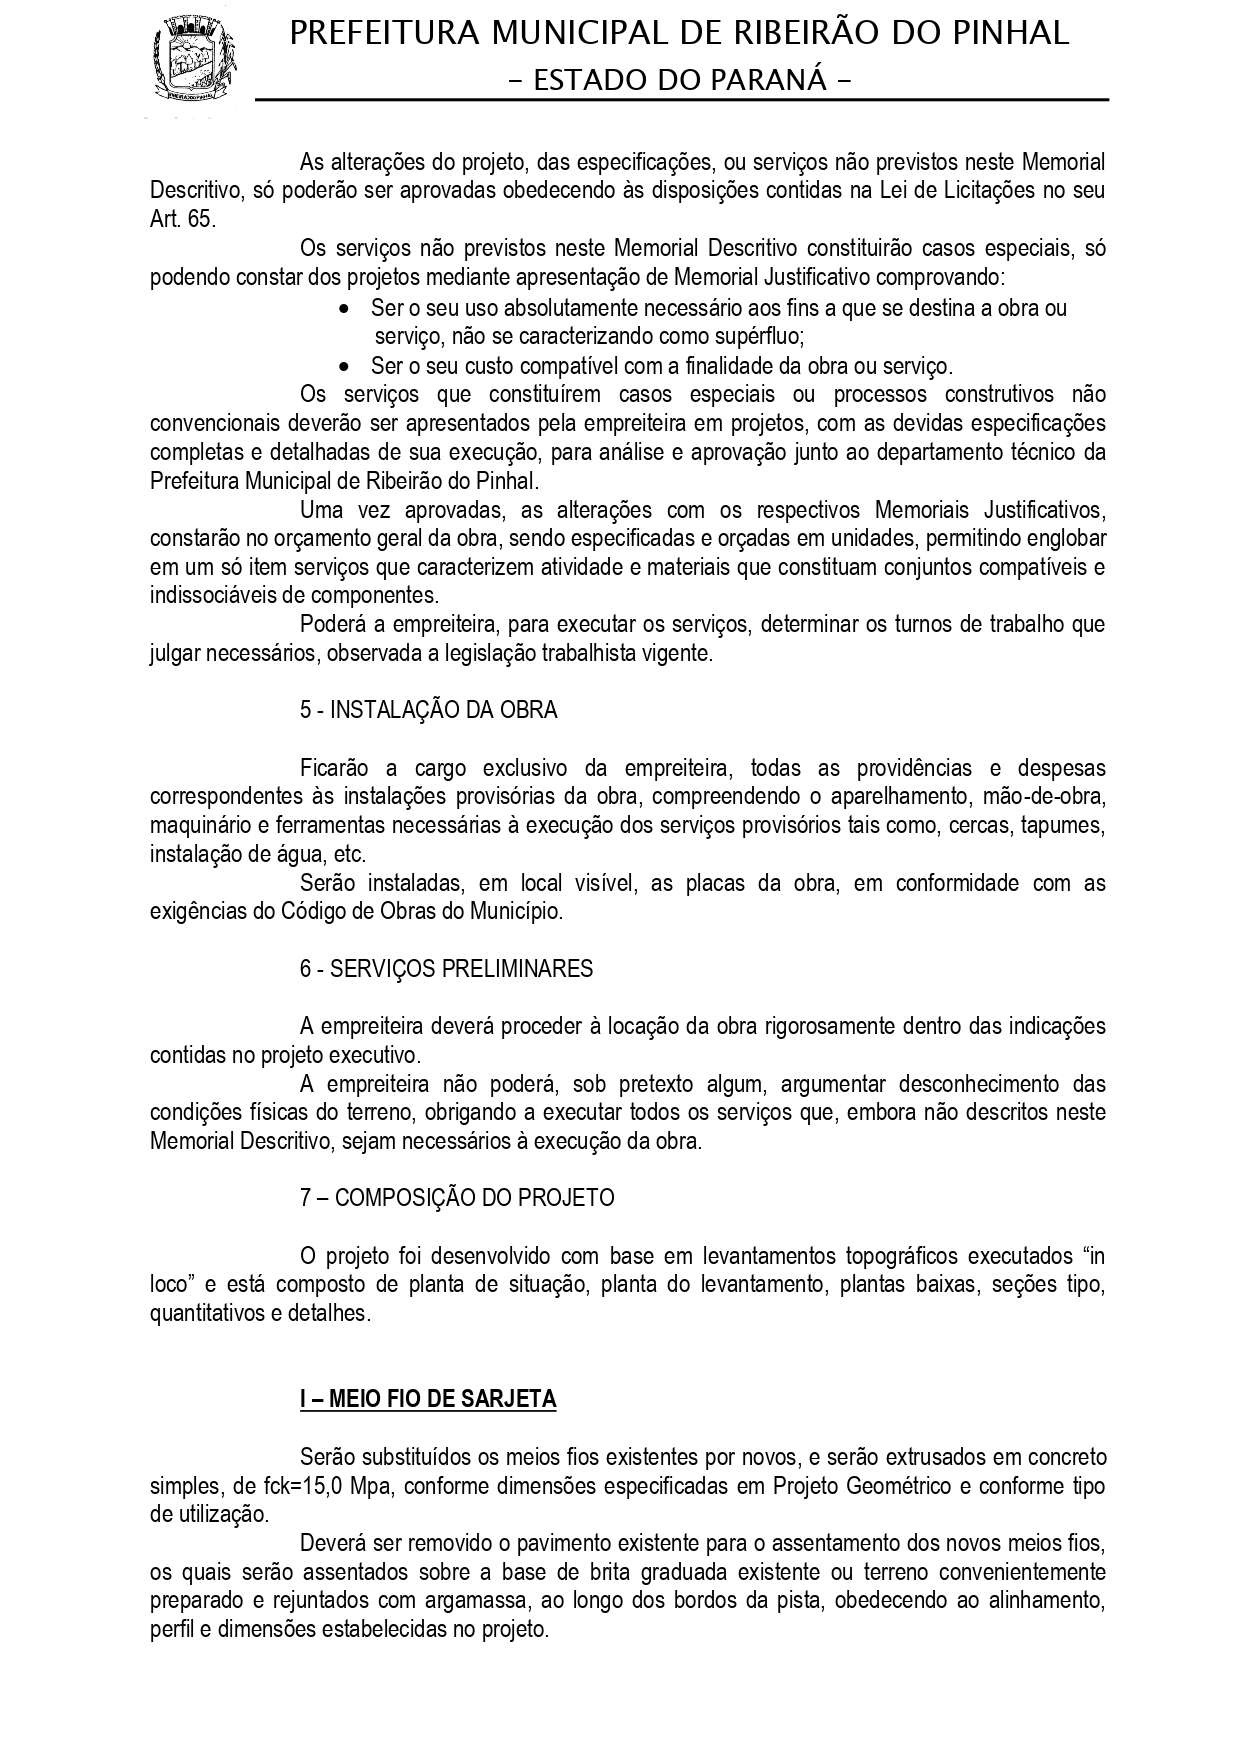 PREFEITURA MUNICIPAL DE RIBEIRÃO DO PINHAL
– ESTADO DO PARANÁ –
As alterações do projeto, das especificações, ou serviços não previstos neste Memorial
Descritivo, só poderão ser aprovadas obedecendo às disposições contidas na Lei de Licitações no seu
Art. 65.
Os serviços não previstos neste Memorial Descritivo constituirão casos especiais, só
podendo constar dos projetos mediante apresentação de Memorial Justificativo comprovando:
• Ser o seu uso absolutamente necessário aos fins a que se destina a obra ou
serviço, não se caracterizando como supérfluo;
• Ser o seu custo compatível com a finalidade da obra ou serviço.
Os serviços que constituírem casos especiais ou processos construtivos não
convencionais deverão ser apresentados pela empreiteira em projetos, com as devidas especificações
completas e detalhadas de sua execução, para análise e aprovação junto ao departamento técnico da
Prefeitura Municipal de Ribeirão do Pinhal.
Uma vez aprovadas, as alterações com os respectivos Memoriais Justificativos,
constarão no orçamento geral da obra, sendo especificadas e orçadas em unidades, permitindo englobar
em um só item serviços que caracterizem atividade e materiais que constituam conjuntos compatíveis e
indissociáveis de componentes.
Poderá a empreiteira, para executar os serviços, determinar os turnos de trabalho que
julgar necessários, observada a legislação trabalhista vigente.
5 - INSTALAÇÃO DA OBRA
Ficarão a cargo exclusivo da empreiteira, todas as providências e despesas
correspondentes às instalações provisórias da obra, compreendendo o aparelhamento, mão-de-obra,
maquinário e ferramentas necessárias à execução dos serviços provisórios tais como, cercas, tapumes,
instalação de água, etc.
Serão instaladas, em local visível, as placas da obra, em conformidade com as
exigências do Código de Obras do Município.
6 - SERVIÇOS PRELIMINARES
A empreiteira deverá proceder à locação da obra rigorosamente dentro das indicações
contidas no projeto executivo.
A empreiteira não poderá, sob pretexto algum, argumentar desconhecimento das
condições físicas do terreno, obrigando a executar todos os serviços que, embora não descritos neste
Memorial Descritivo, sejam necessários à execução da obra.
7 – COMPOSIÇÃO DO PROJETO
O projeto foi desenvolvido com base em levantamentos topográficos executados “in
loco” e está composto de planta de situação, planta do levantamento, plantas baixas, seções tipo,
quantitativos e detalhes.
I – MEIO FIO DE SARJETA
Serão substituídos os meios fios existentes por novos, e serão extrusados em concreto
simples, de fck=15,0 Mpa, conforme dimensões especificadas em Projeto Geométrico e conforme tipo
de utilização.
Deverá ser removido o pavimento existente para o assentamento dos novos meios fios,
os quais serão assentados sobre a base de brita graduada existente ou terreno convenientemente
preparado e rejuntados com argamassa, ao longo dos bordos da pista, obedecendo ao alinhamento,
perfil e dimensões estabelecidas no projeto.